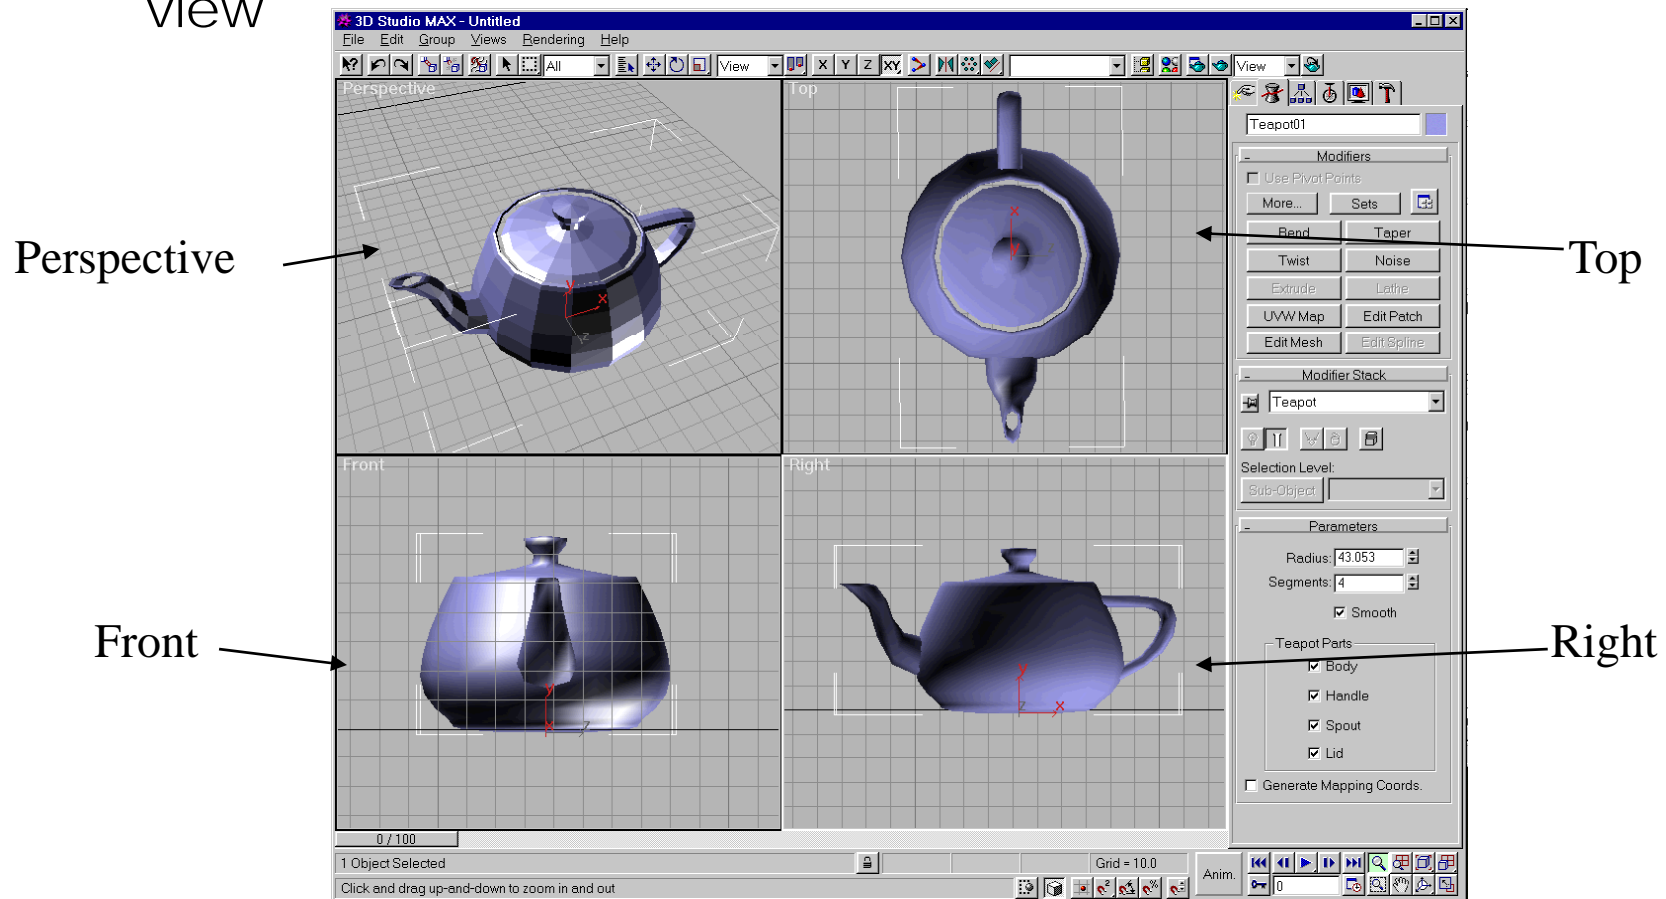 view
3D Studio MAX - Untitled
File Edit Group Views Rendering Help
All View X Y Z XY View
Perspective Top
Teapot01
Modifiers
Use Pivot Points
More... Sets
Bend Taper
Twist Noise
Extrude Lathe
UVW Map Edit Patch
Edit Mesh Edit Spline
Modifier Stack
Teapot
Selection Level:
Sub-Object
Parameters
Radius: 43.053
Segments: 4
Smooth
Teapot Parts
Body
Handle
Spout
Lid
Generate Mapping Coords.
x
y
z
y
x
z
Perspective
Top
Front Right
y
x
z
y
z x
Front
Right
0 / 100
1 Object Selected Grid = 10.0
Anim.
0
Click and drag up-and-down to zoom in and out